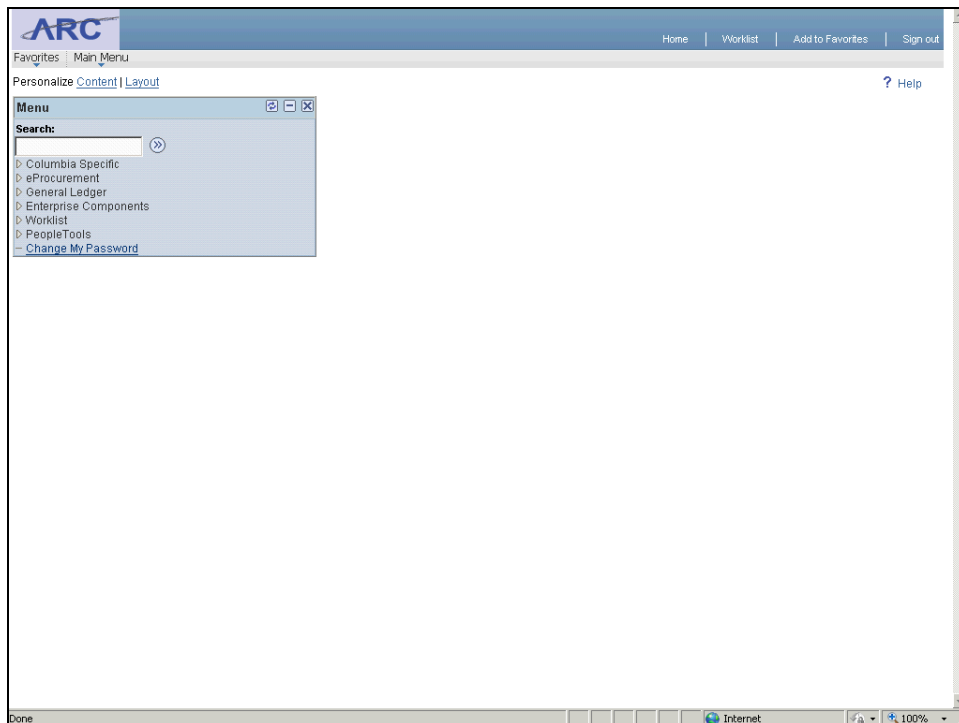 ARC
Home | Worklist | Add to Favorites | Sign out
Favorites Main Menu
Personalize Content | Layout
? Help
Menu
Search:
Columbia Specific
eProcurement
General Ledger
Enterprise Components
Worklist
PeopleTools
Change My Password
Done Internet 100%